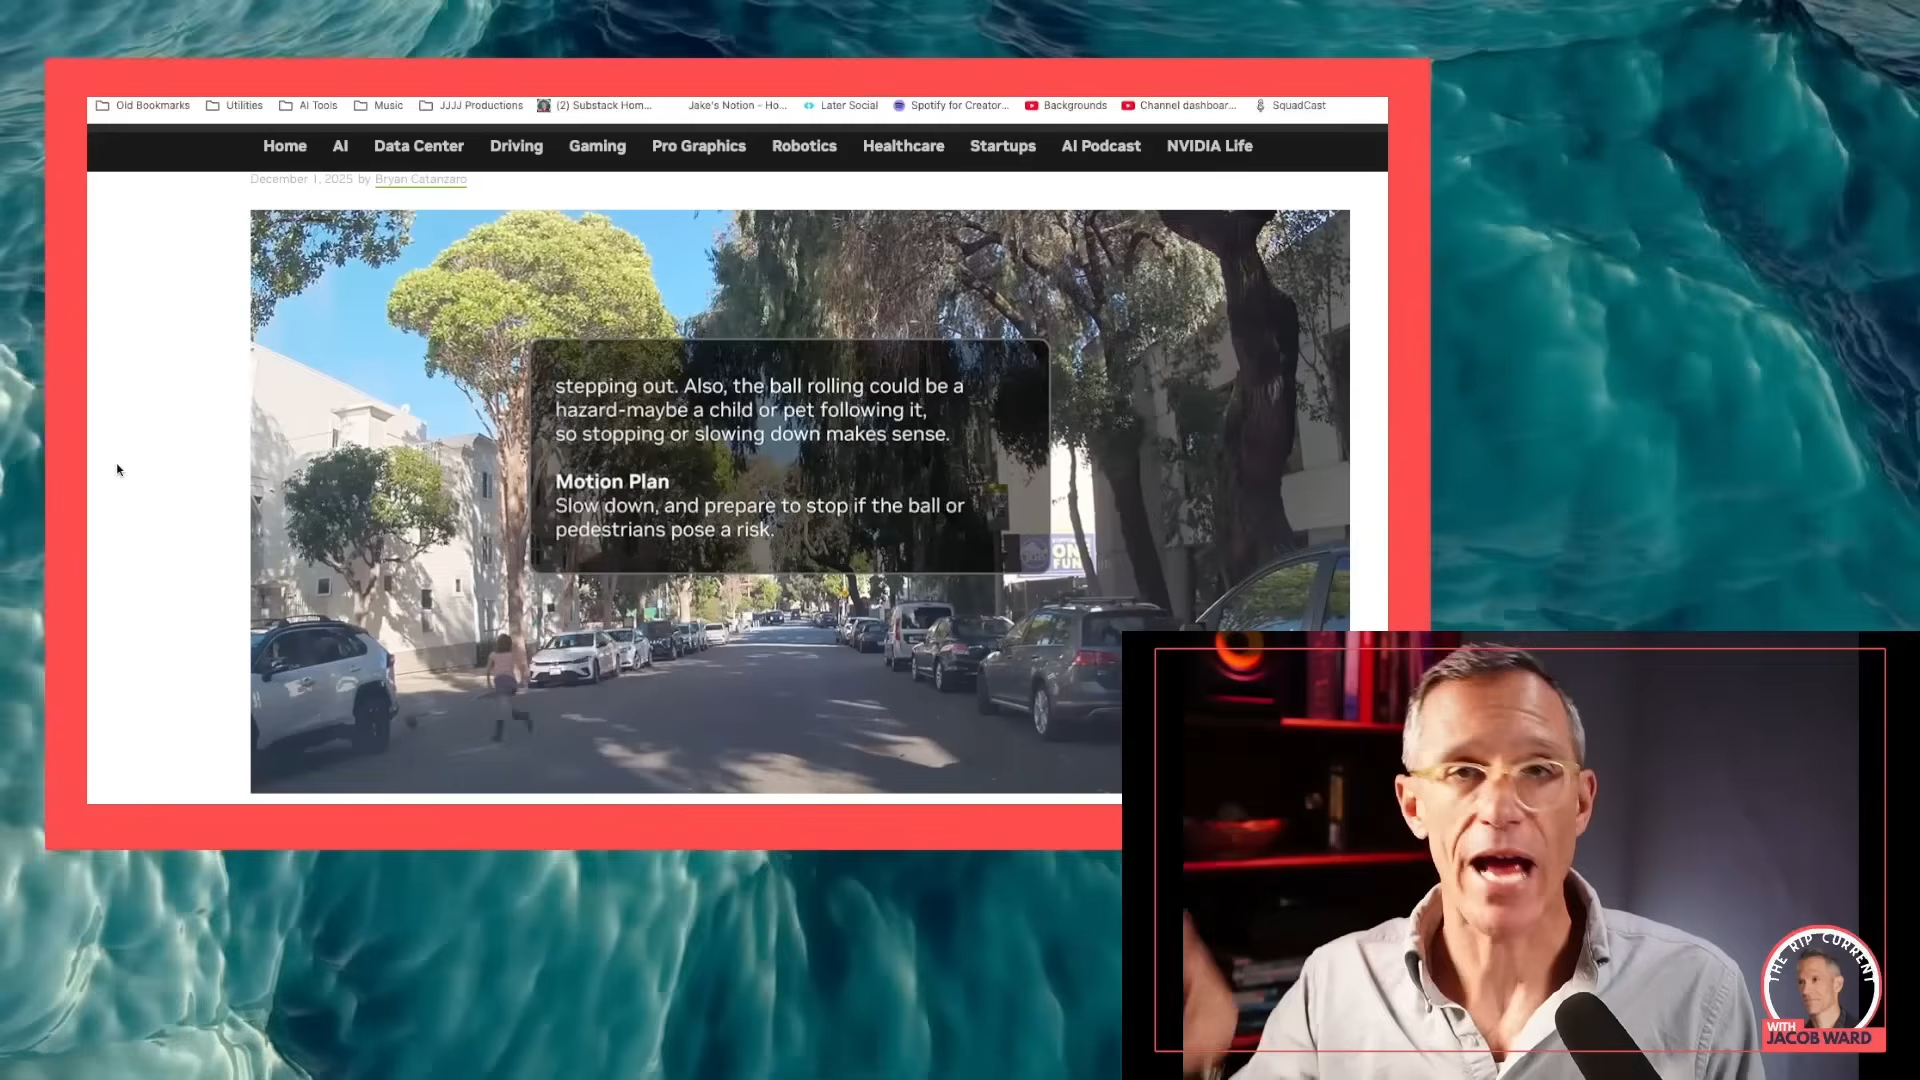 Old Bookmarks Utilities AI Tools Music JJJJ Productions (2) Substack Hom... Jake's Notion – Ho... Later Social Spotify for Creator... Backgrounds Channel dashboar... SquadCast
Home AI Data Center Driving Gaming Pro Graphics Robotics Healthcare Startups AI Podcast NVIDIA Life
December 1, 2025 by Bryan Catanzaro
stepping out. Also, the ball rolling could be a
hazard-maybe a child or pet following it,
so stopping or slowing down makes sense.
Motion Plan
Slow down, and prepare to stop if the ball or
pedestrians pose a risk.
ON
FUN
THE RIP CURRENT
WITH
JACOB WARD